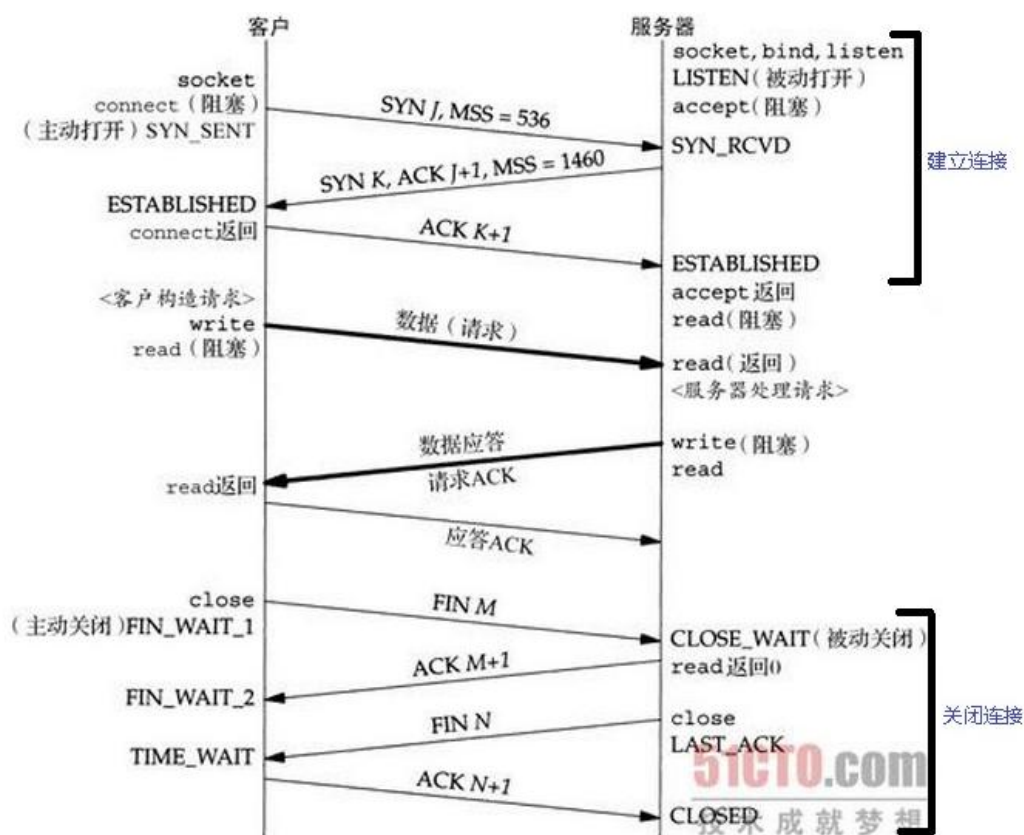 客户
服务器
socket, bind, listen
LISTEN(被动打开)
accept(阻塞)
socket
connect(阻塞)
(主动打开) SYN_SENT
SYN J, MSS = 536
SYN_RCVD
建立连接
SYN K, ACK J+1, MSS = 1460
ESTABLISHED
connect返回
ACK K+1
ESTABLISHED
accept返回
read(阻塞)
<客户构造请求>
write
read(阻塞)
数据(请求)
read(返回)
<服务器处理请求>
数据应答
请求ACK
write(阻塞)
read
read返回
应答ACK
close
(主动关闭)FIN_WAIT_1
FIN M
CLOSE_WAIT(被动关闭)
read返回0
ACK M+1
FIN_WAIT_2
FIN N
close
LAST_ACK
关闭连接
TIME_WAIT
ACK N+1
CLOSED
51CTO.com
技术成就梦想